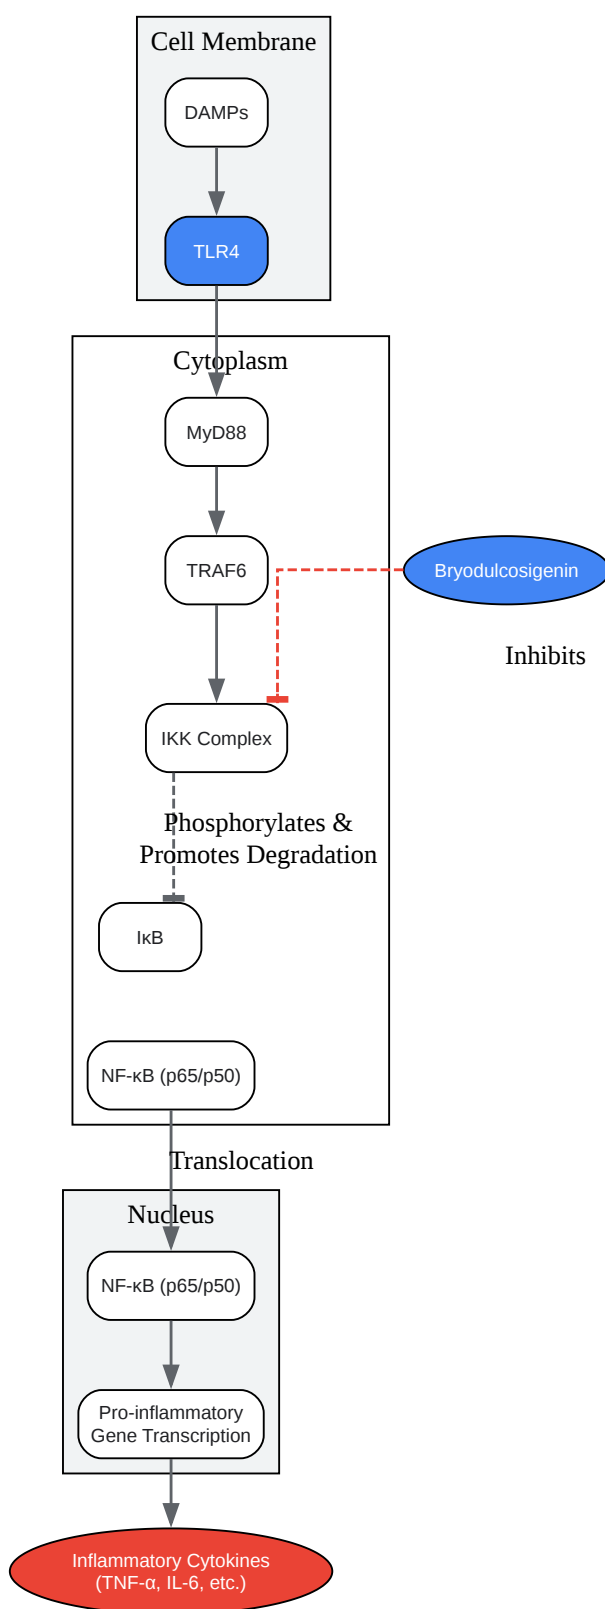 Cell Membrane
DAMPs
TLR4
Cytoplasm
MyD88
TRAF6
Bryodulcosigenin
Inhibits
IKK Complex
Phosphorylates &
Promotes Degradation
IκB
NF-κB (p65/p50)
Translocation
Nucleus
NF-κB (p65/p50)
Pro-inflammatory
Gene Transcription
Inflammatory Cytokines
(TNF-α, IL-6, etc.)